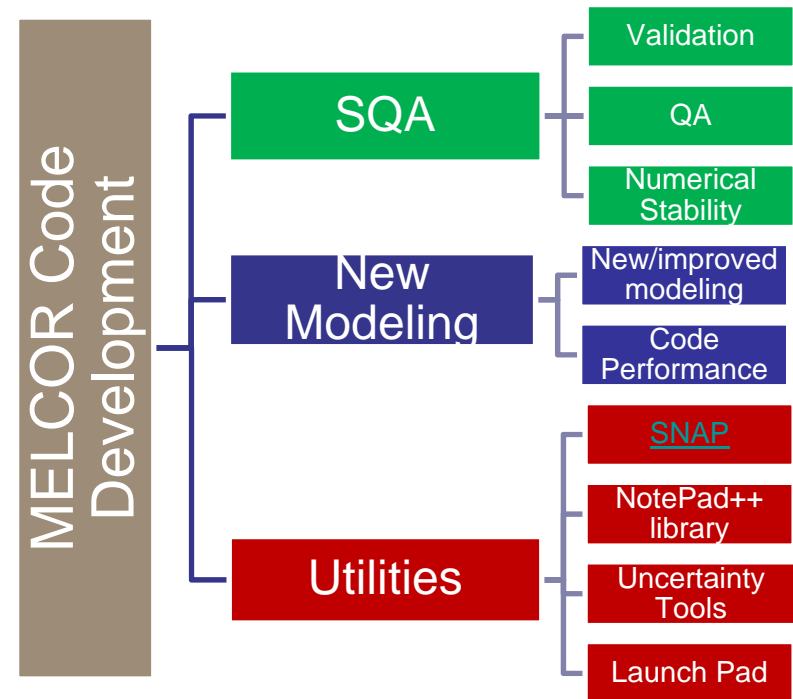 MELCOR Code
Development
SQA
Validation
QA
Numerical
Stability
New
Modeling
New/improved
modeling
Code
Performance
Utilities
SNAP
NotePad++
library
Uncertainty
Tools
Launch Pad